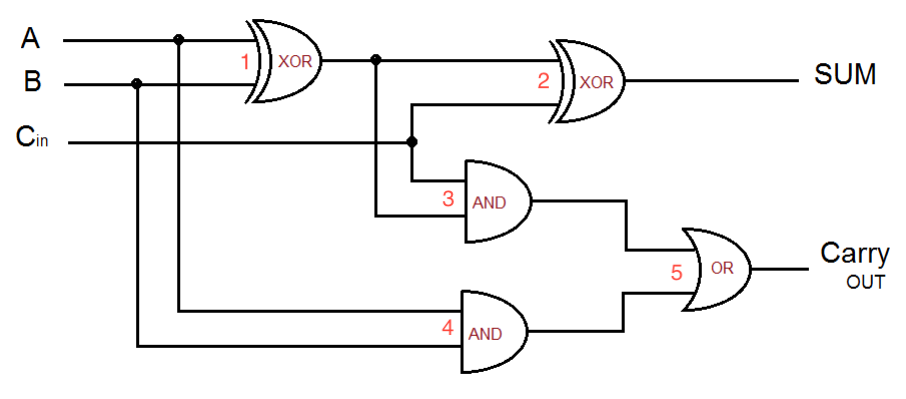 A
B
Cin
1
XOR
2
XOR
SUM
3
AND
4
AND
5
OR
Carry
OUT